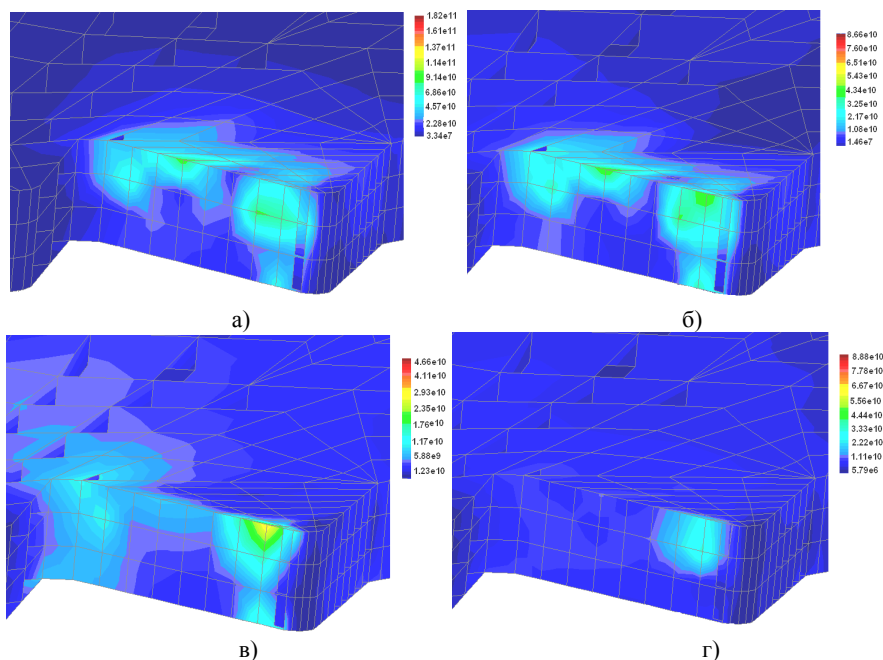 1.82e11
1.61e11
1.37e11
1.14e11
9.14e10
6.86e10
4.57e10
2.28e10
3.34e7
8.66e10
7.60e10
6.51e10
5.43e10
4.34e10
3.25e10
2.17e10
1.08e10
1.46e7
а)
б)
4.66e10
4.11e10
2.93e10
2.35e10
1.76e10
1.17e10
5.88e9
1.23e10
8.88e10
7.78e10
6.67e10
5.56e10
4.44e10
3.33e10
2.22e10
1.11e10
5.79e6
в)
г)